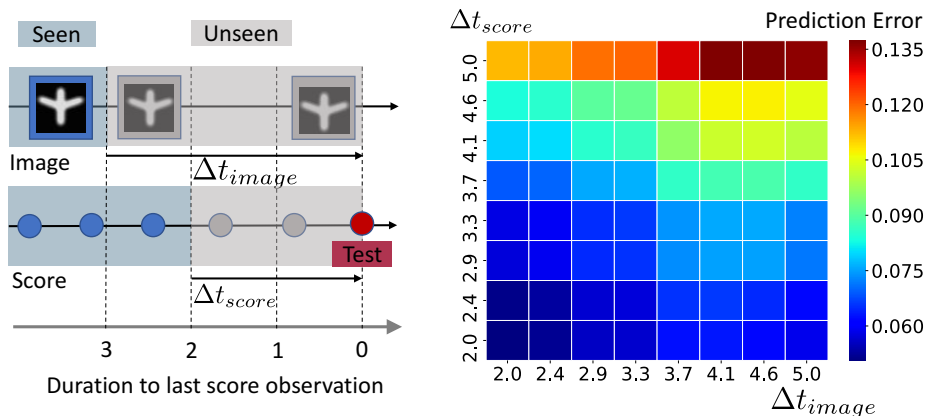 Seen
Unseen
Image
Δt_image
Score
Test
Δt_score
3 2 1 0
Duration to last score observation
Δt_score
Prediction Error
5.0
4.6
4.1
3.7
3.3
2.9
2.4
2.0
2.0 2.4 2.9 3.3 3.7 4.1 4.6 5.0
Δt_image
0.135
0.120
0.105
0.090
0.075
0.060